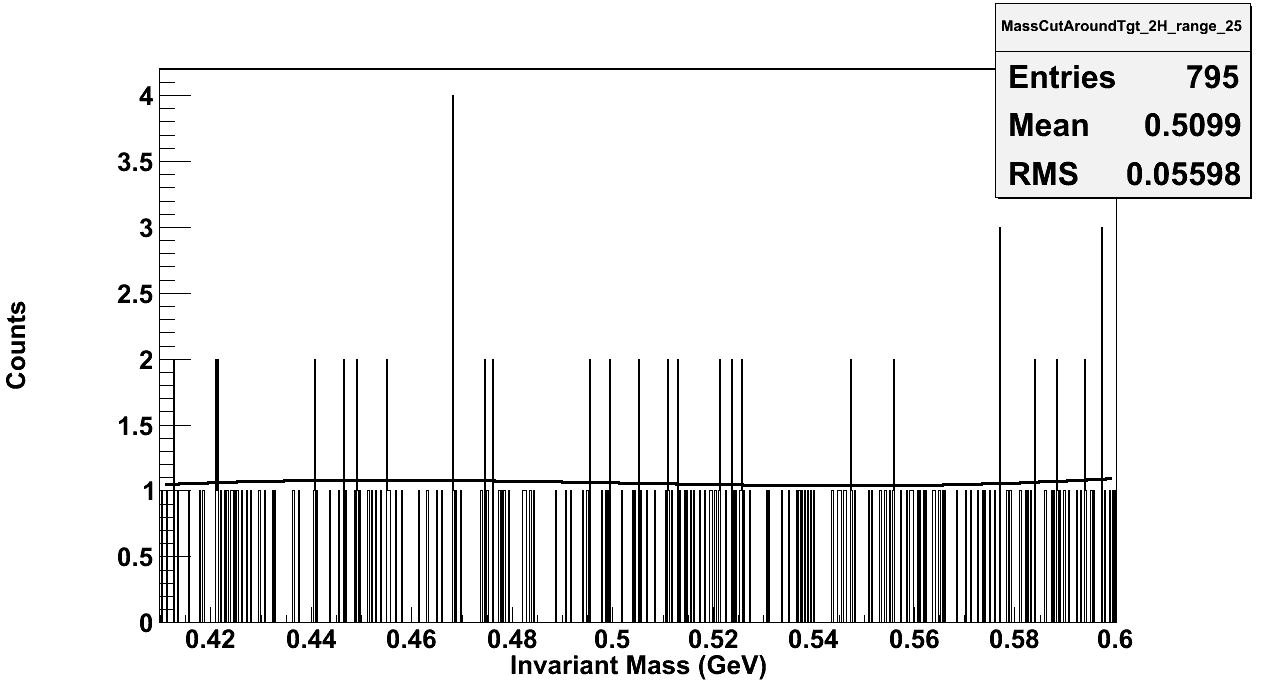 MassCutAroundTgt_2H_range_25
Entries 795
Mean 0.5099
RMS 0.05598
4
3.5
3
2.5
2
1.5
1
0.5
0
Counts
0.42 0.44 0.46 0.48 0.5 0.52 0.54 0.56 0.58 0.6
Invariant Mass (GeV)